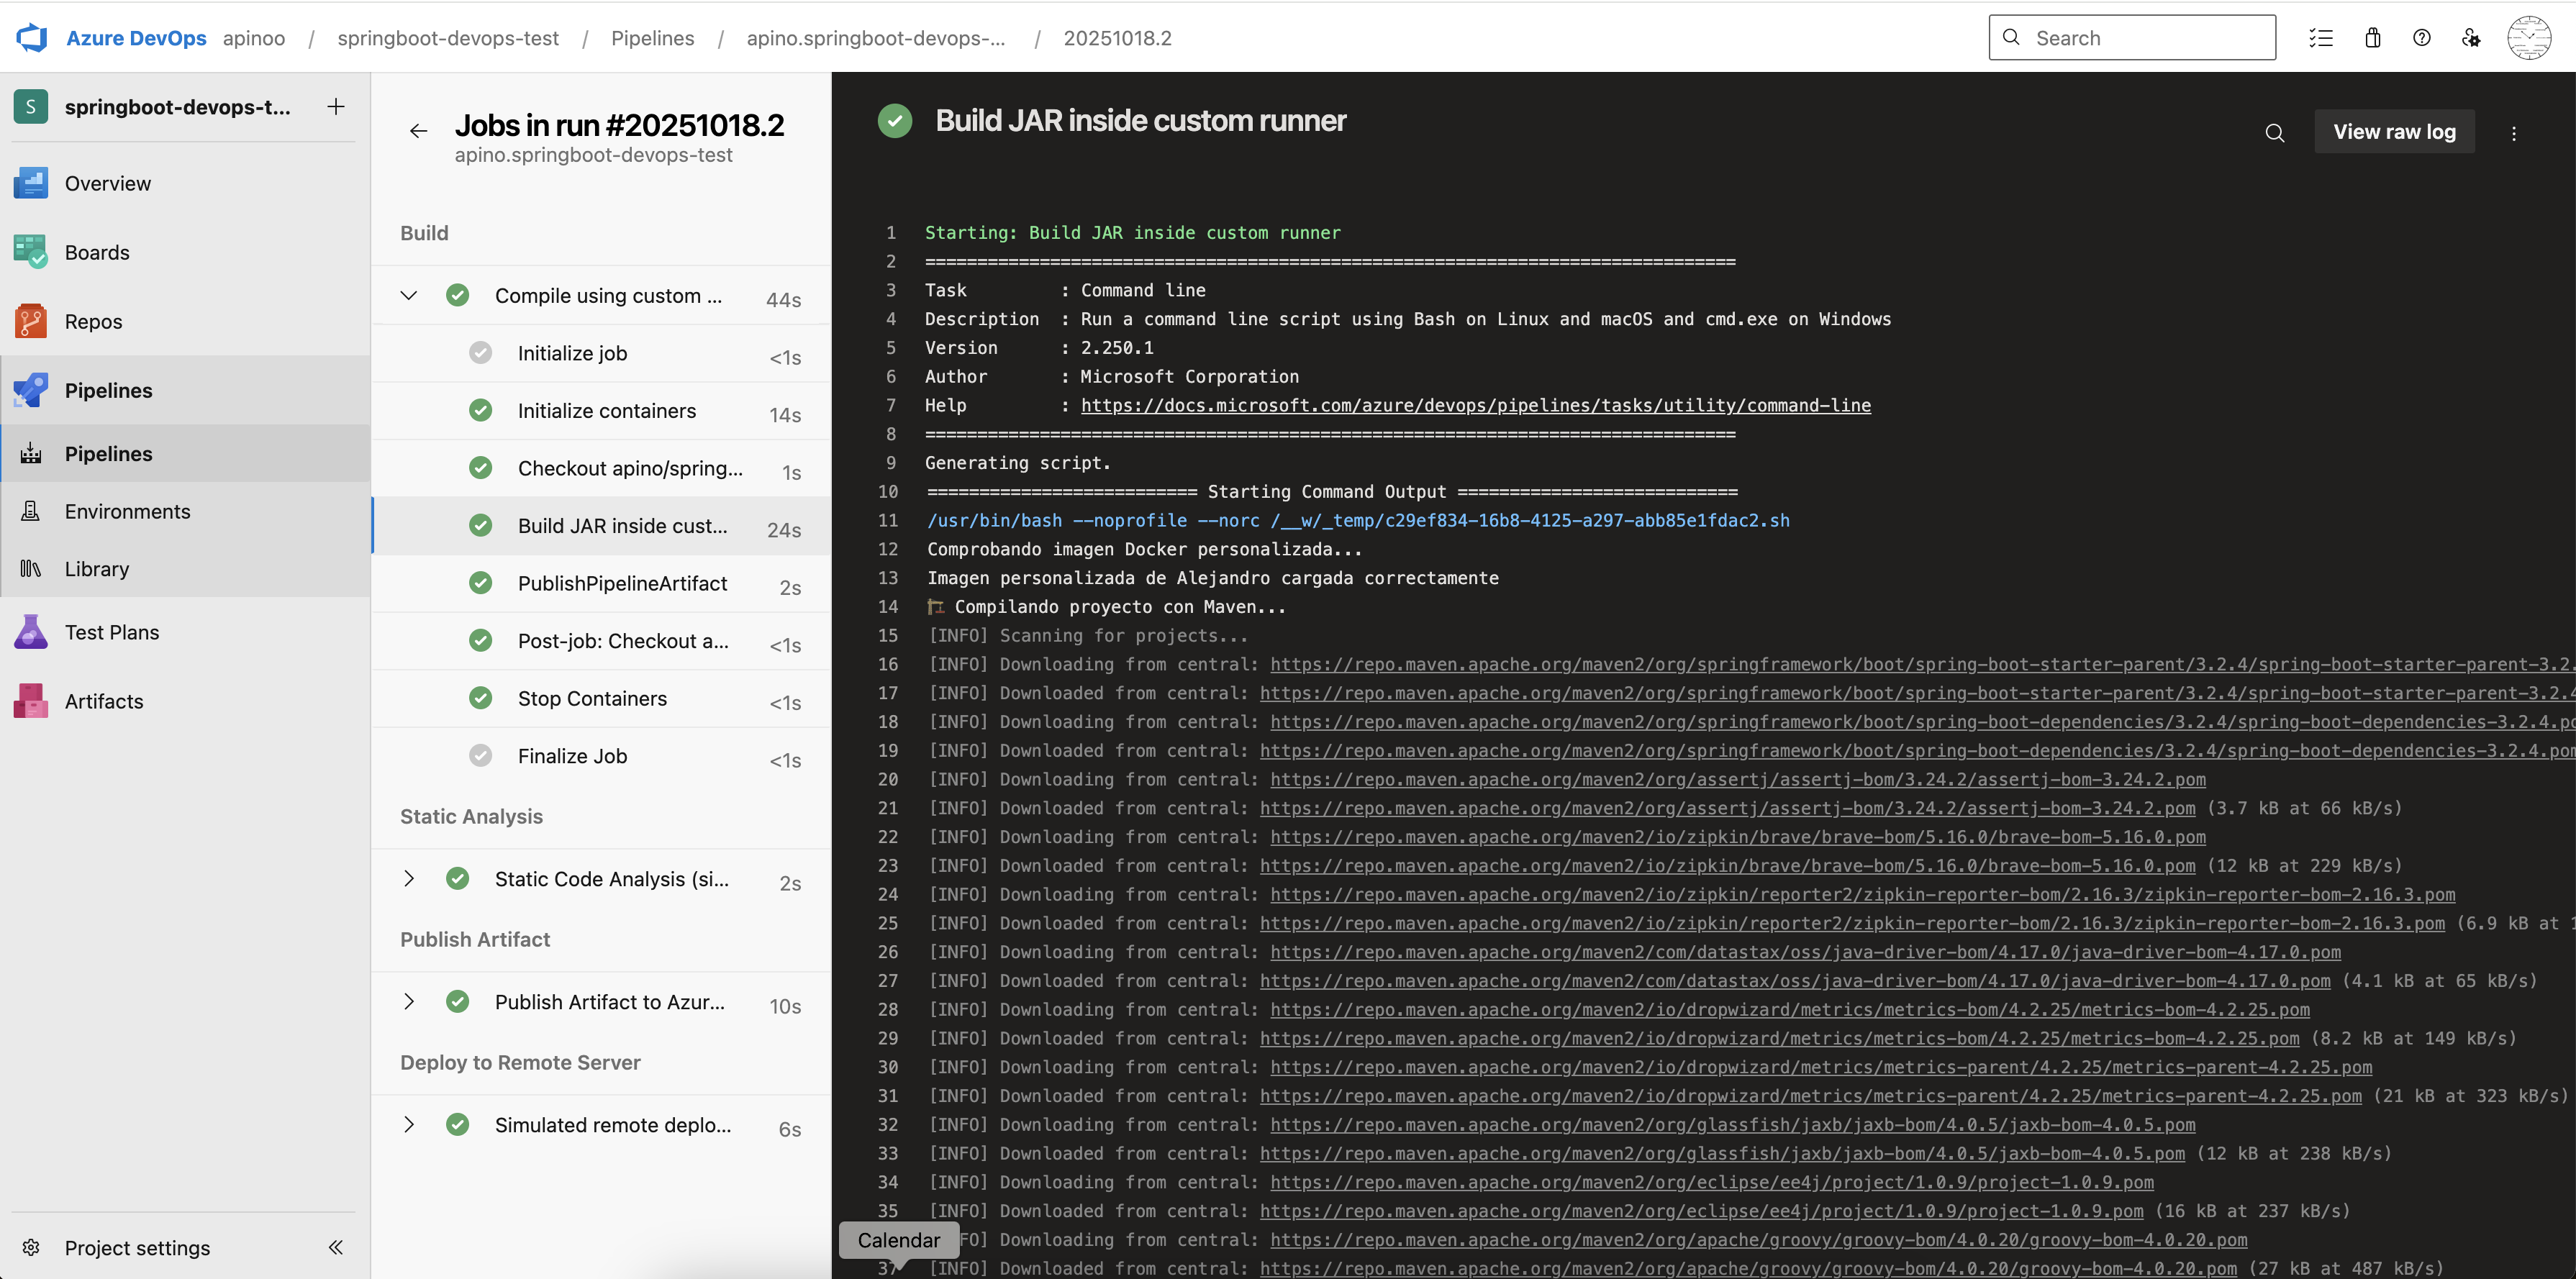 Azure DevOps apinoo / springboot-devops-test / Pipelines / apino.springboot-devops-... / 20251018.2
Search
S springboot-devops-t... +
Overview
Boards
Repos
Pipelines
Pipelines
Environments
Library
Test Plans
Artifacts
Project settings
Jobs in run #20251018.2
apino.springboot-devops-test
Build
Compile using custom ... 44s
Initialize job <1s
Initialize containers 14s
Checkout apino/spring... 1s
Build JAR inside cust... 24s
PublishPipelineArtifact 2s
Post-job: Checkout a... <1s
Stop Containers <1s
Finalize Job <1s
Static Analysis
Static Code Analysis (si... 2s
Publish Artifact
Publish Artifact to Azur... 10s
Deploy to Remote Server
Simulated remote deplo... 6s
Build JAR inside custom runner
View raw log
1 Starting: Build JAR inside custom runner
2 ==============================================================================
3 Task : Command line
4 Description : Run a command line script using Bash on Linux and macOS and cmd.exe on Windows
5 Version : 2.250.1
6 Author : Microsoft Corporation
7 Help : https://docs.microsoft.com/azure/devops/pipelines/tasks/utility/command-line
8 ==============================================================================
9 Generating script.
10 ========================== Starting Command Output ===========================
11 /usr/bin/bash --noprofile --norc /__w/_temp/c29ef834-16b8-4125-a297-abb85e1fdac2.sh
12 Comprobando imagen Docker personalizada...
13 Imagen personalizada de Alejandro cargada correctamente
14 🏗 Compilando proyecto con Maven...
15 [INFO] Scanning for projects...
16 [INFO] Downloading from central: https://repo.maven.apache.org/maven2/org/springframework/boot/spring-boot-starter-parent/3.2.4/spring-boot-starter-parent-3.2.
17 [INFO] Downloaded from central: https://repo.maven.apache.org/maven2/org/springframework/boot/spring-boot-starter-parent/3.2.4/spring-boot-starter-parent-3.2.4
18 [INFO] Downloading from central: https://repo.maven.apache.org/maven2/org/springframework/boot/spring-boot-dependencies/3.2.4/spring-boot-dependencies-3.2.4.po
19 [INFO] Downloaded from central: https://repo.maven.apache.org/maven2/org/springframework/boot/spring-boot-dependencies/3.2.4/spring-boot-dependencies-3.2.4.pom
20 [INFO] Downloading from central: https://repo.maven.apache.org/maven2/org/assertj/assertj-bom/3.24.2/assertj-bom-3.24.2.pom
21 [INFO] Downloaded from central: https://repo.maven.apache.org/maven2/org/assertj/assertj-bom/3.24.2/assertj-bom-3.24.2.pom (3.7 kB at 66 kB/s)
22 [INFO] Downloading from central: https://repo.maven.apache.org/maven2/io/zipkin/brave/brave-bom/5.16.0/brave-bom-5.16.0.pom
23 [INFO] Downloaded from central: https://repo.maven.apache.org/maven2/io/zipkin/brave/brave-bom/5.16.0/brave-bom-5.16.0.pom (12 kB at 229 kB/s)
24 [INFO] Downloading from central: https://repo.maven.apache.org/maven2/io/zipkin/reporter2/zipkin-reporter-bom/2.16.3/zipkin-reporter-bom-2.16.3.pom
25 [INFO] Downloaded from central: https://repo.maven.apache.org/maven2/io/zipkin/reporter2/zipkin-reporter-bom/2.16.3/zipkin-reporter-bom-2.16.3.pom (6.9 kB at 1
26 [INFO] Downloading from central: https://repo.maven.apache.org/maven2/com/datastax/oss/java-driver-bom/4.17.0/java-driver-bom-4.17.0.pom
27 [INFO] Downloaded from central: https://repo.maven.apache.org/maven2/com/datastax/oss/java-driver-bom/4.17.0/java-driver-bom-4.17.0.pom (4.1 kB at 65 kB/s)
28 [INFO] Downloading from central: https://repo.maven.apache.org/maven2/io/dropwizard/metrics/metrics-bom/4.2.25/metrics-bom-4.2.25.pom
29 [INFO] Downloaded from central: https://repo.maven.apache.org/maven2/io/dropwizard/metrics/metrics-bom/4.2.25/metrics-bom-4.2.25.pom (8.2 kB at 149 kB/s)
30 [INFO] Downloading from central: https://repo.maven.apache.org/maven2/io/dropwizard/metrics/metrics-parent/4.2.25/metrics-parent-4.2.25.pom
31 [INFO] Downloaded from central: https://repo.maven.apache.org/maven2/io/dropwizard/metrics/metrics-parent/4.2.25/metrics-parent-4.2.25.pom (21 kB at 323 kB/s)
32 [INFO] Downloading from central: https://repo.maven.apache.org/maven2/org/glassfish/jaxb/jaxb-bom/4.0.5/jaxb-bom-4.0.5.pom
33 [INFO] Downloaded from central: https://repo.maven.apache.org/maven2/org/glassfish/jaxb/jaxb-bom/4.0.5/jaxb-bom-4.0.5.pom (12 kB at 238 kB/s)
34 [INFO] Downloading from central: https://repo.maven.apache.org/maven2/org/eclipse/ee4j/project/1.0.9/project-1.0.9.pom
35 [INFO] Downloaded from central: https://repo.maven.apache.org/maven2/org/eclipse/ee4j/project/1.0.9/project-1.0.9.pom (16 kB at 237 kB/s)
Calendar FO] Downloading from central: https://repo.maven.apache.org/maven2/org/apache/groovy/groovy-bom/4.0.20/groovy-bom-4.0.20.pom
37 [INFO] Downloaded from central: https://repo.maven.apache.org/maven2/org/apache/groovy/groovy-bom/4.0.20/groovy-bom-4.0.20.pom (27 kB at 487 kB/s)